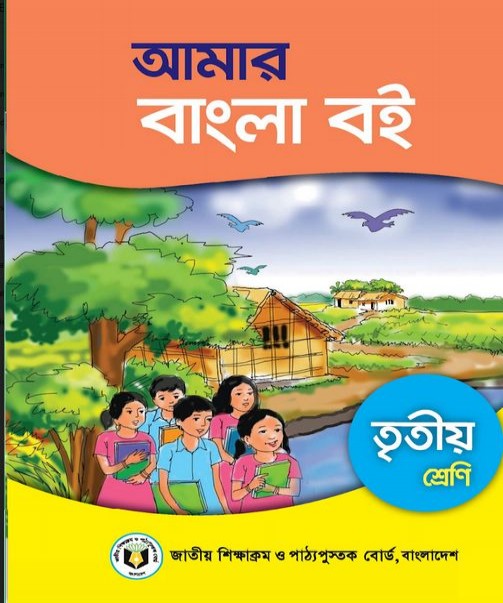 আমার
বাংলা বই
তৃতীয়
শ্রেণি
জাতীয় শিক্ষাক্রম ও পাঠ্যপুস্তক বোর্ড, বাংলাদেশ